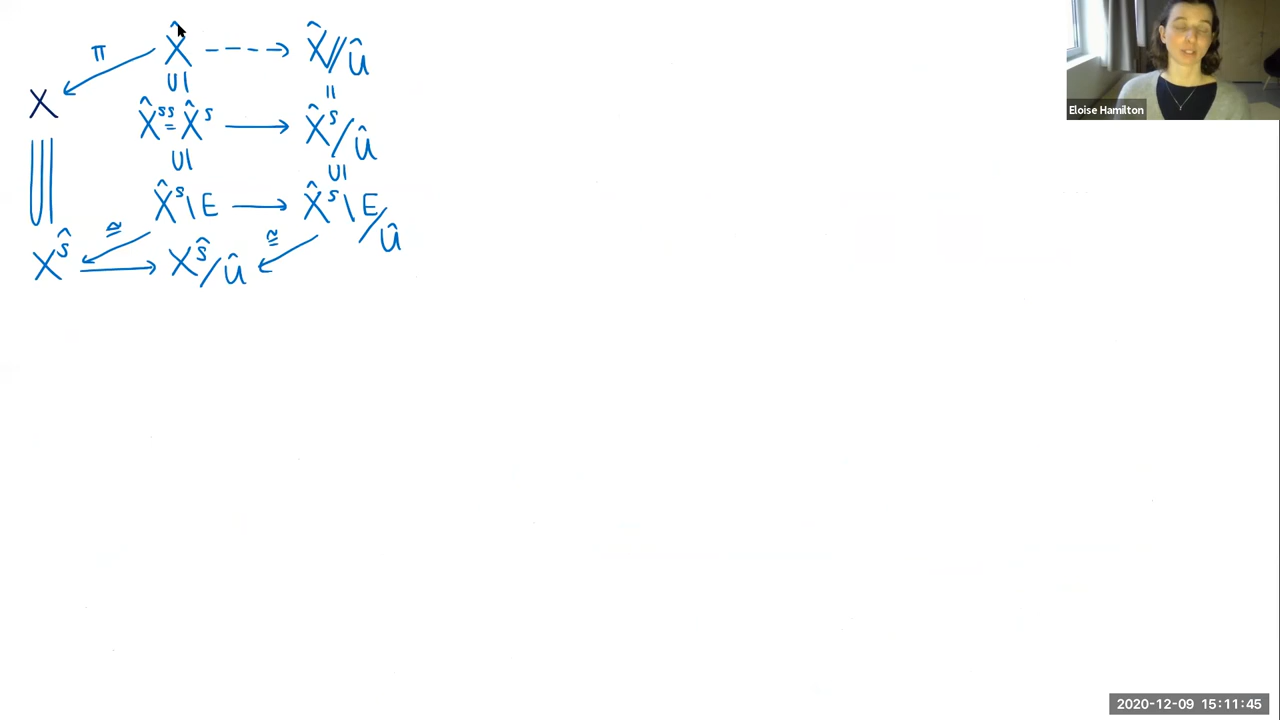 π X̂ ⇢ X̂//Û
X ∪| ||
X̂^ss = X̂^s → X̂^s/Û
∪| ∪|
X̂^s\E → X̂^s\E/Û
≅ ≅
X^ŝ → X^ŝ/Û
Eloise Hamilton
2020-12-09 15:11:45